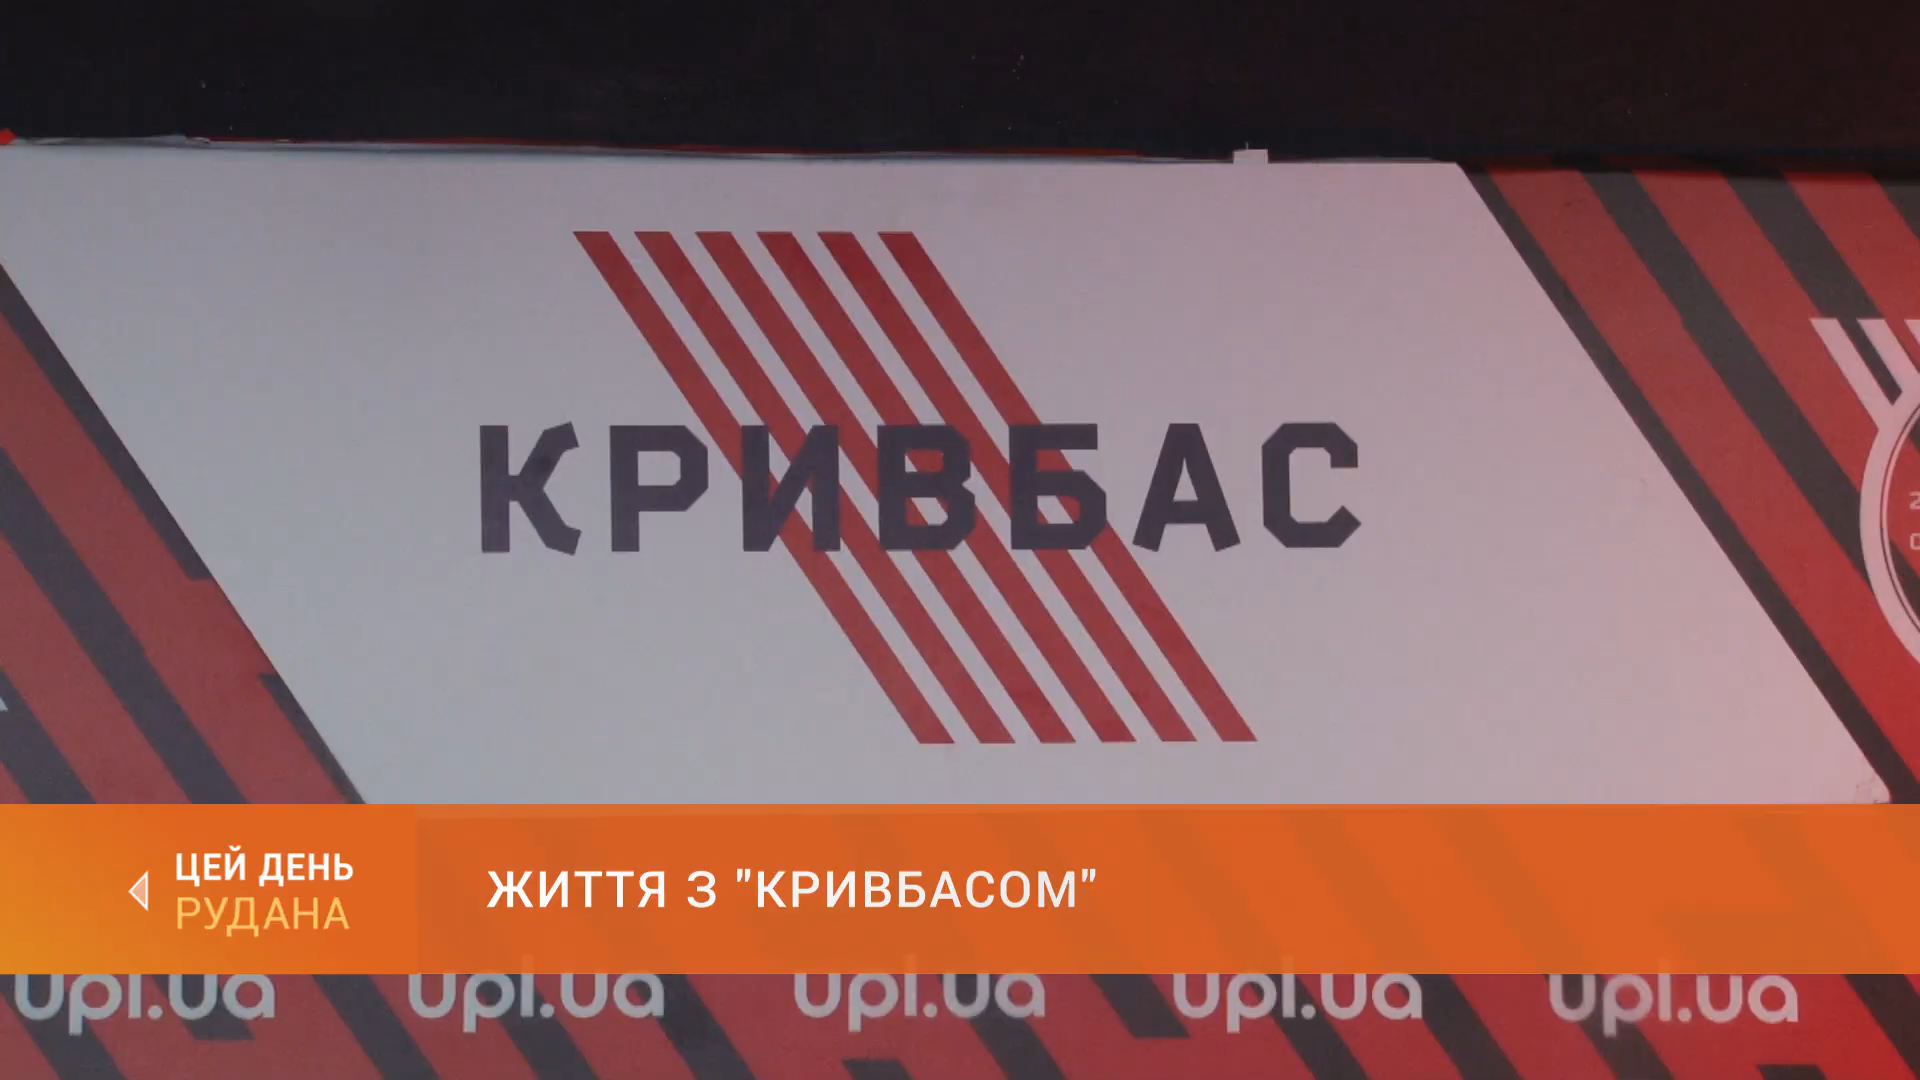 КРИВБАС
ЦЕЙ ДЕНЬ
РУДАНА
ЖИТТЯ З "КРИВБАСОМ"
upl.ua upl.ua upl.ua upl.ua upl.ua